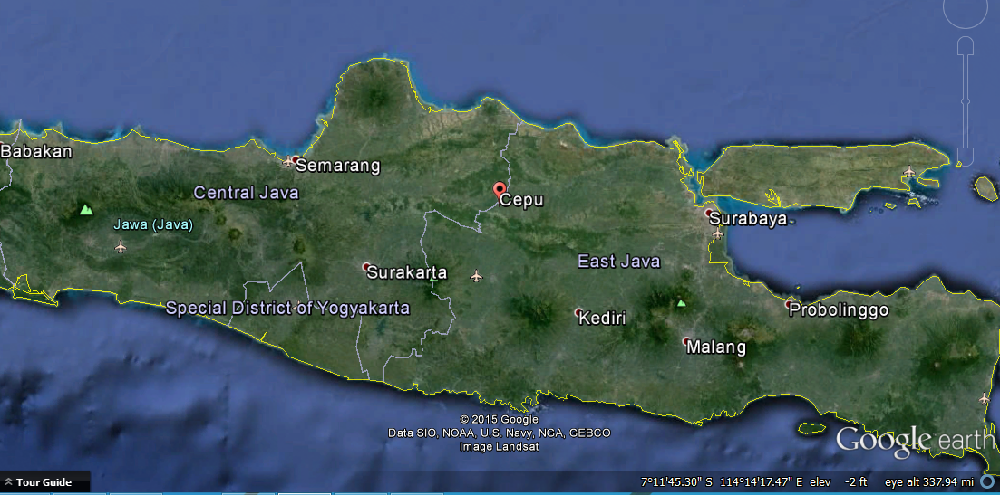 Babakan
Semarang
Central Java
Cepu
Jawa (Java)
Surabaya
East Java
Surakarta
Special District of Yogyakarta
Kediri
Probolinggo
Malang
© 2015 Google
Data SIO, NOAA, U.S. Navy, NGA, GEBCO
Image Landsat
Google earth
Tour Guide
7°11'45.30" S 114°14'17.47" E elev -2 ft eye alt 337.94 mi